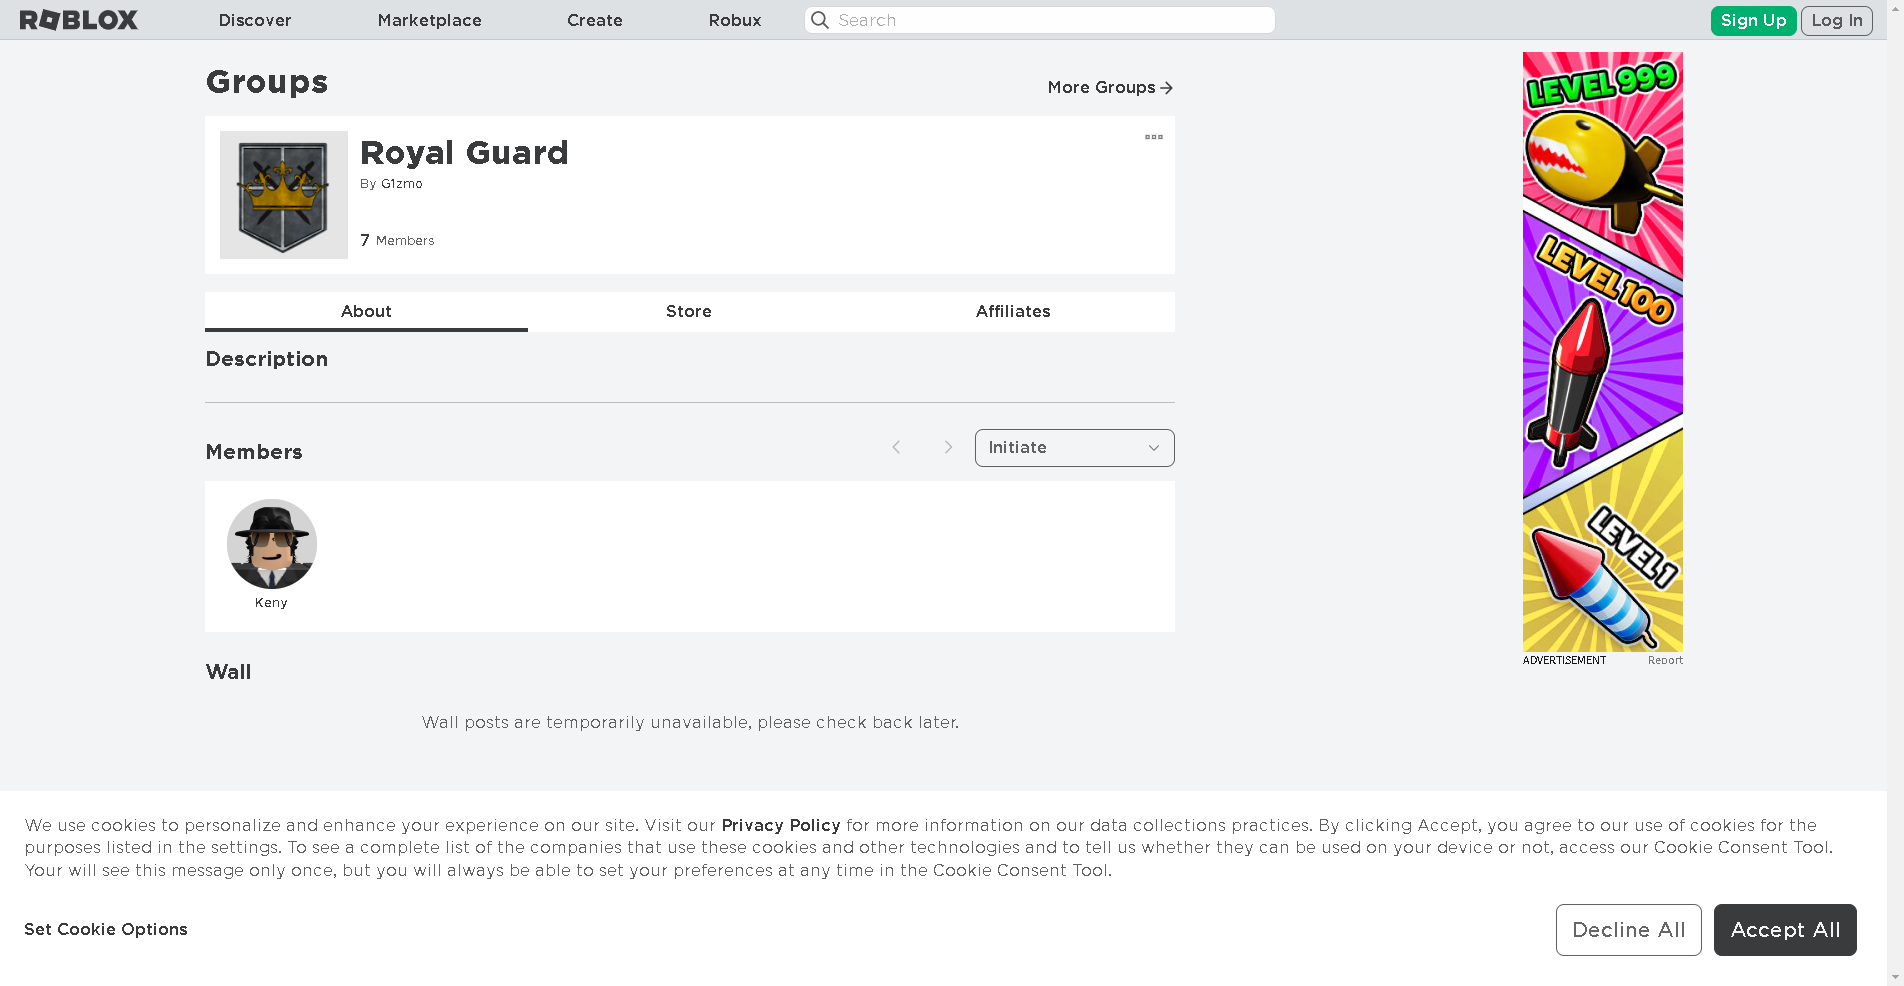 ROBLOX
Discover
Marketplace
Create
Robux
Search
Sign Up
Log In
Groups
More Groups
Royal Guard
By G1zmo
7 Members
About
Store
Affiliates
Description
Members
Initiate
Keny
Wall
Wall posts are temporarily unavailable, please check back later.
LEVEL 999
LEVEL 100
LEVEL 1
ADVERTISEMENT
Report
We use cookies to personalize and enhance your experience on our site. Visit our Privacy Policy for more information on our data collections practices. By clicking Accept, you agree to our use of cookies for the
purposes listed in the settings. To see a complete list of the companies that use these cookies and other technologies and to tell us whether they can be used on your device or not, access our Cookie Consent Tool.
Your will see this message only once, but you will always be able to set your preferences at any time in the Cookie Consent Tool.
Set Cookie Options
Decline All
Accept All